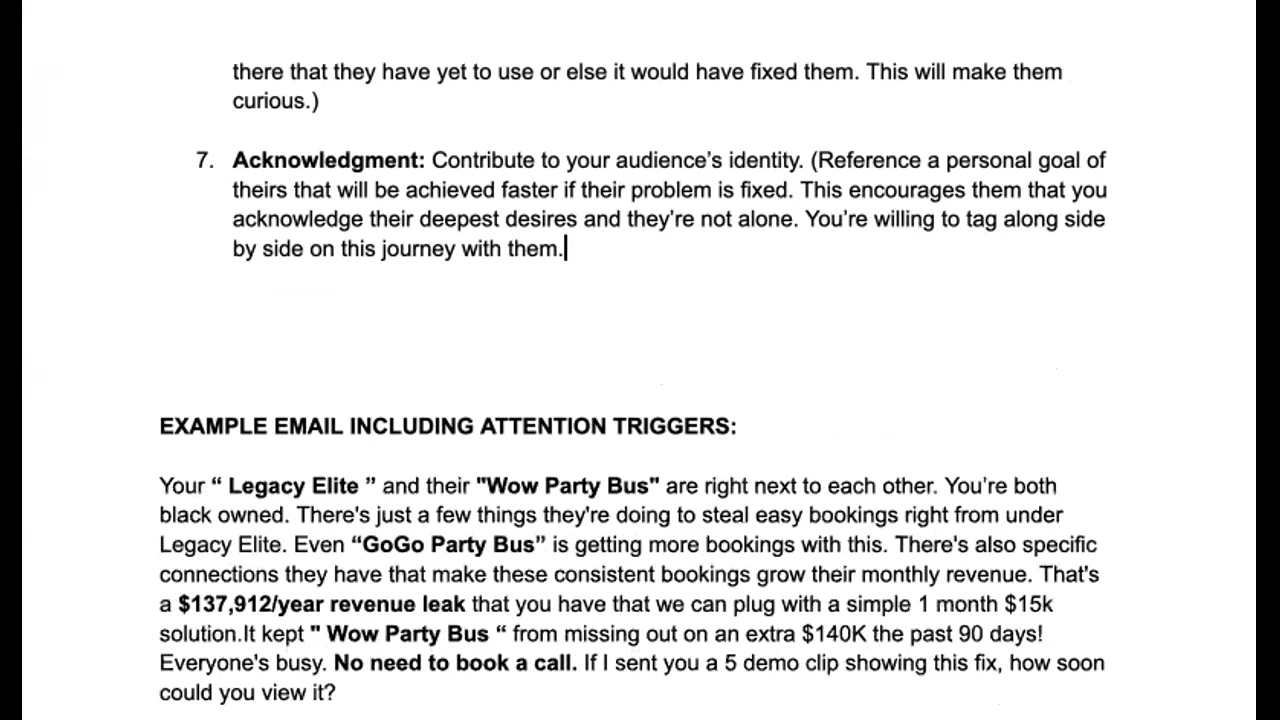 there that they have yet to use or else it would have fixed them. This will make them
curious.)
7. Acknowledgment: Contribute to your audience’s identity. (Reference a personal goal of
theirs that will be achieved faster if their problem is fixed. This encourages them that you
acknowledge their deepest desires and they’re not alone. You’re willing to tag along side
by side on this journey with them.
EXAMPLE EMAIL INCLUDING ATTENTION TRIGGERS:
Your “ Legacy Elite ” and their "Wow Party Bus" are right next to each other. You’re both
black owned. There's just a few things they're doing to steal easy bookings right from under
Legacy Elite. Even “GoGo Party Bus” is getting more bookings with this. There's also specific
connections they have that make these consistent bookings grow their monthly revenue. That's
a $137,912/year revenue leak that you have that we can plug with a simple 1 month $15k
solution.It kept " Wow Party Bus “ from missing out on an extra $140K the past 90 days!
Everyone's busy. No need to book a call. If I sent you a 5 demo clip showing this fix, how soon
could you view it?